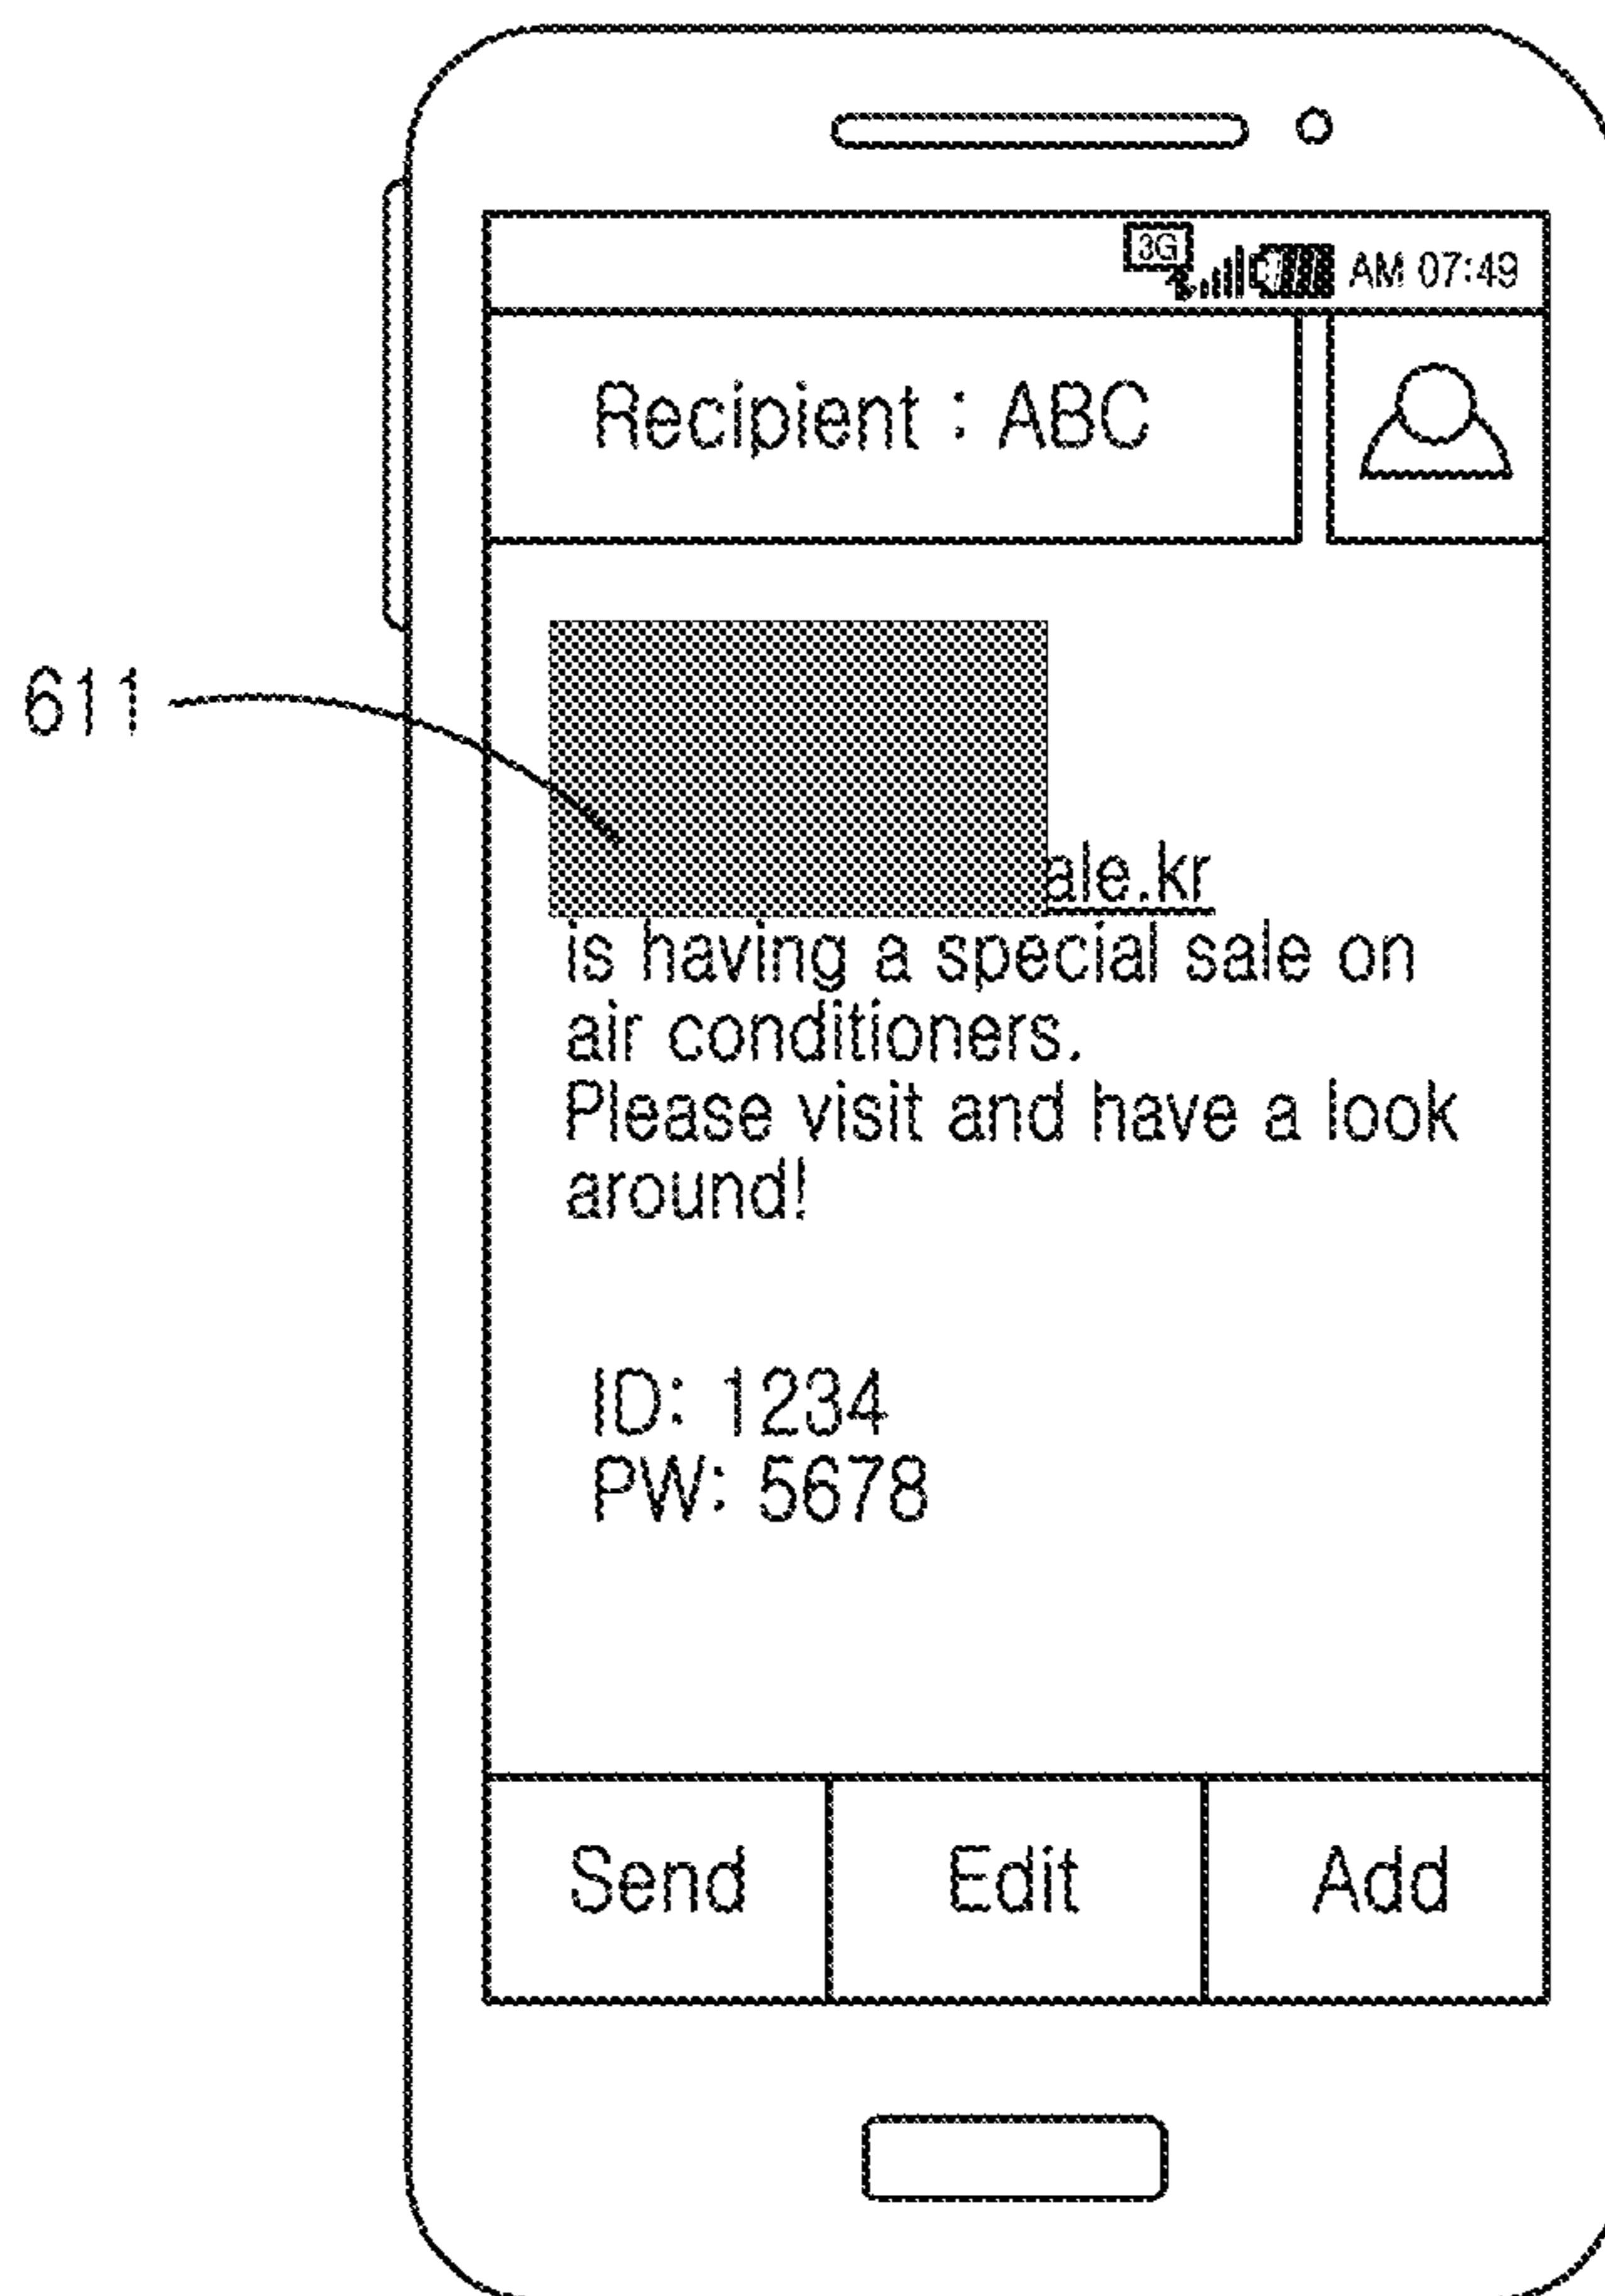 3G AM 07:49
Recipient : ABC
611
ale.kr
is having a special sale on
air conditioners.
Please visit and have a look
around!
ID: 1234
PW: 5678
Send Edit Add